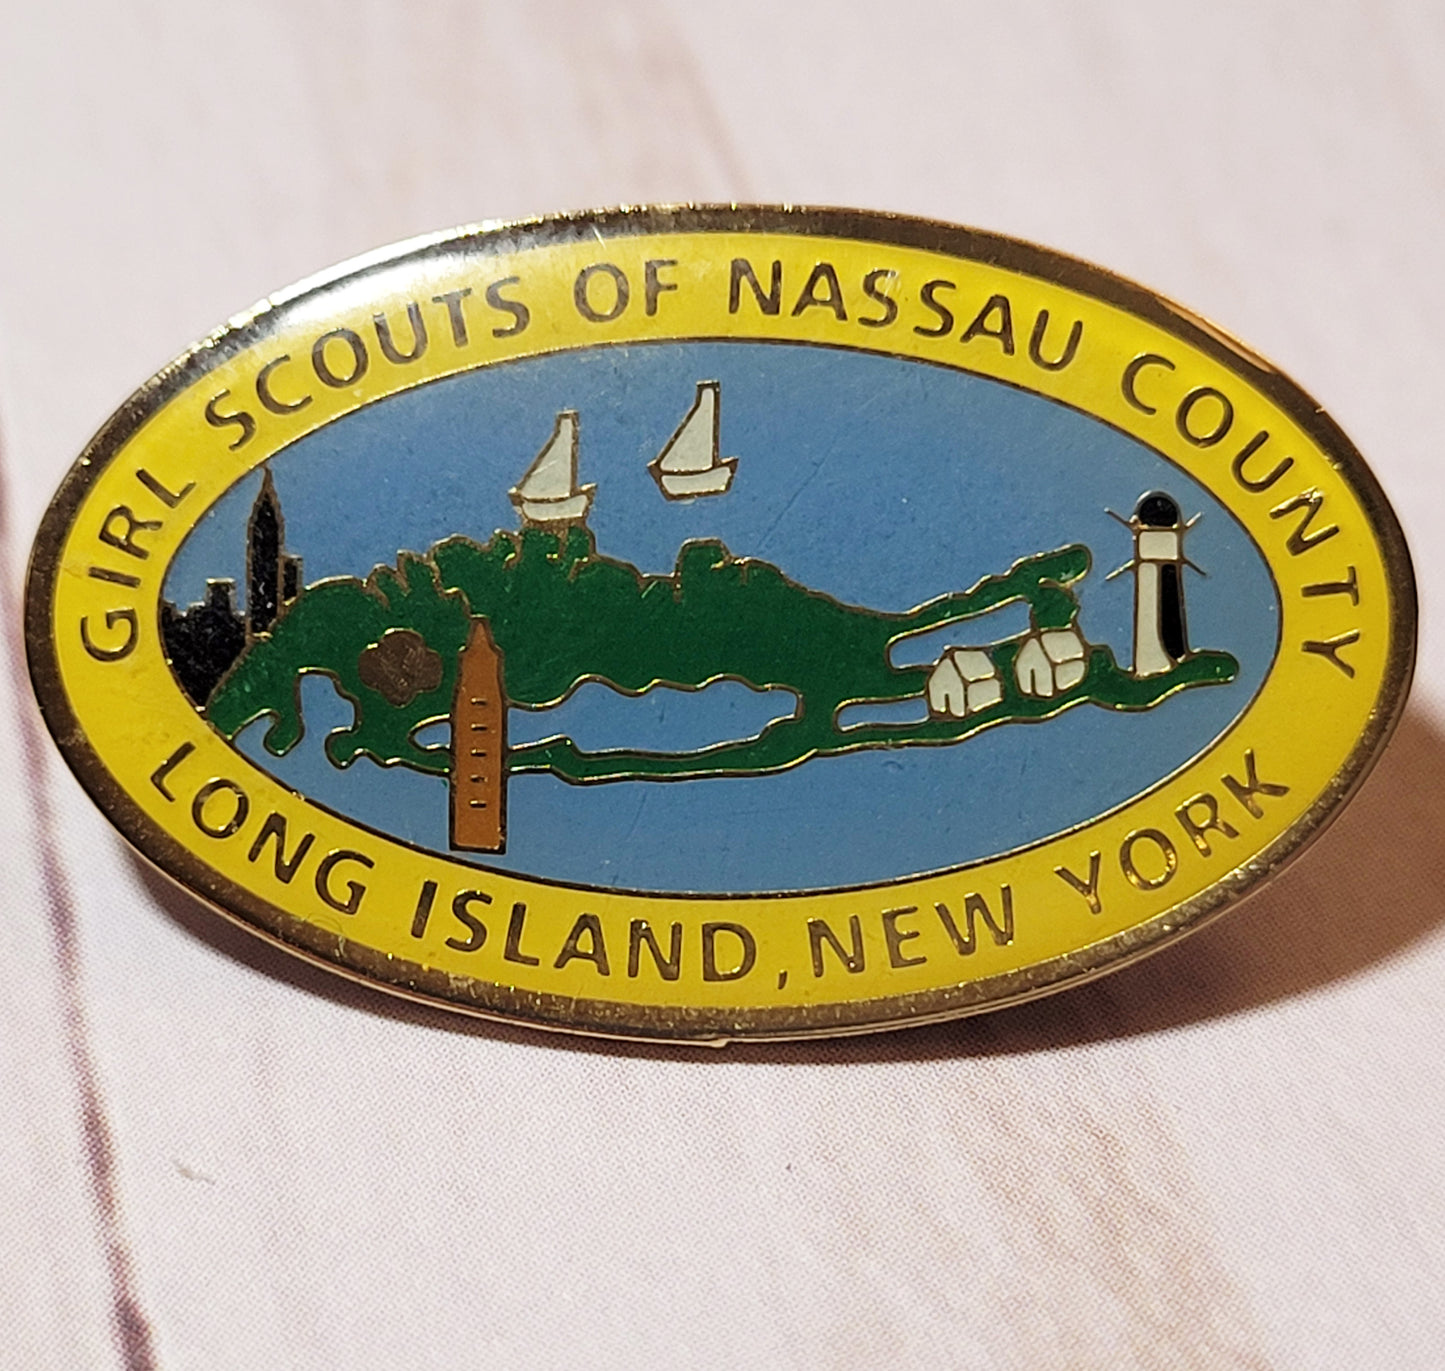 GIRL SCOUTS OF NASSAU COUNTY
LONG ISLAND, NEW YORK